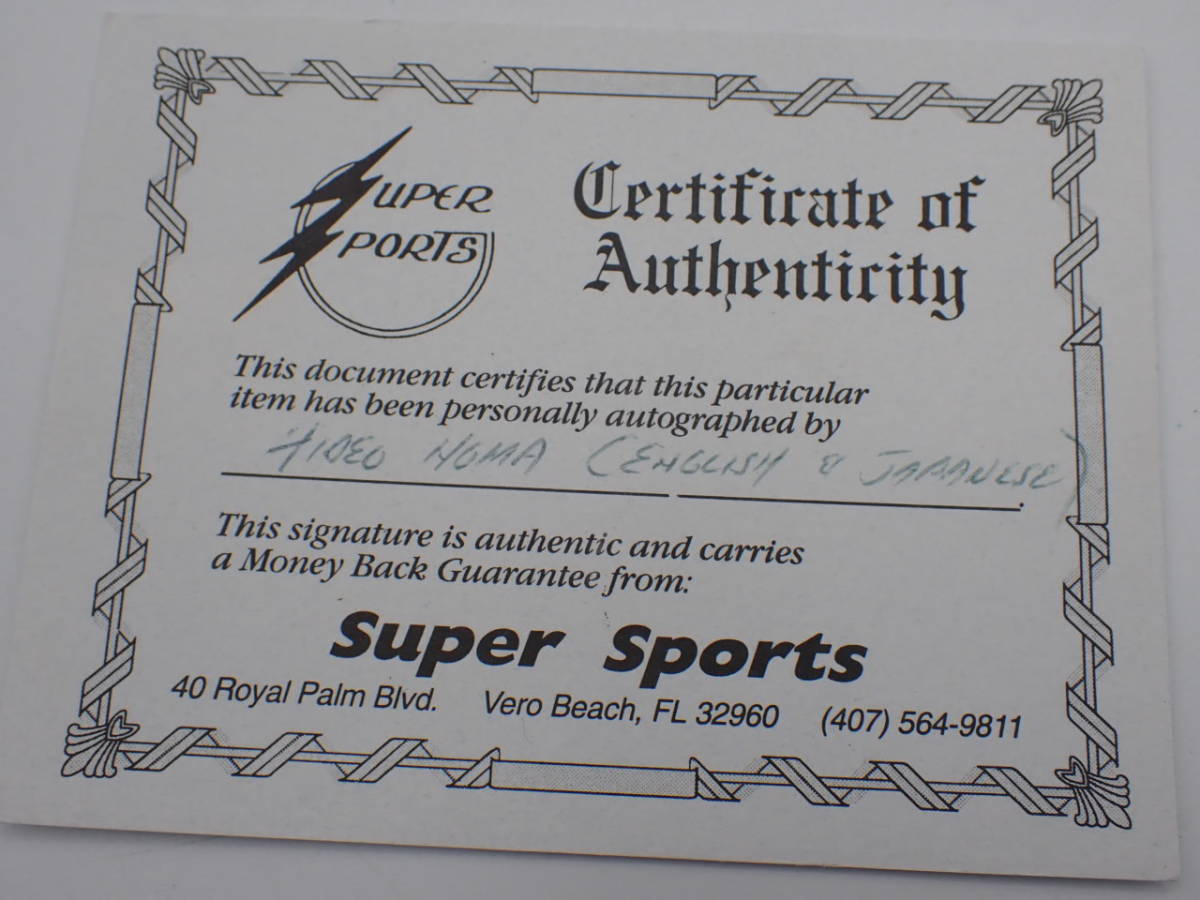 SUPER
SPORTS
Certificate of
Authenticity
This document certifies that this particular
item has been personally autographed by
HIDEO NOMA (ENGLISH & JAPANESE)
This signature is authentic and carries
a Money Back Guarantee from:
Super Sports
40 Royal Palm Blvd. Vero Beach, FL 32960 (407) 564-9811